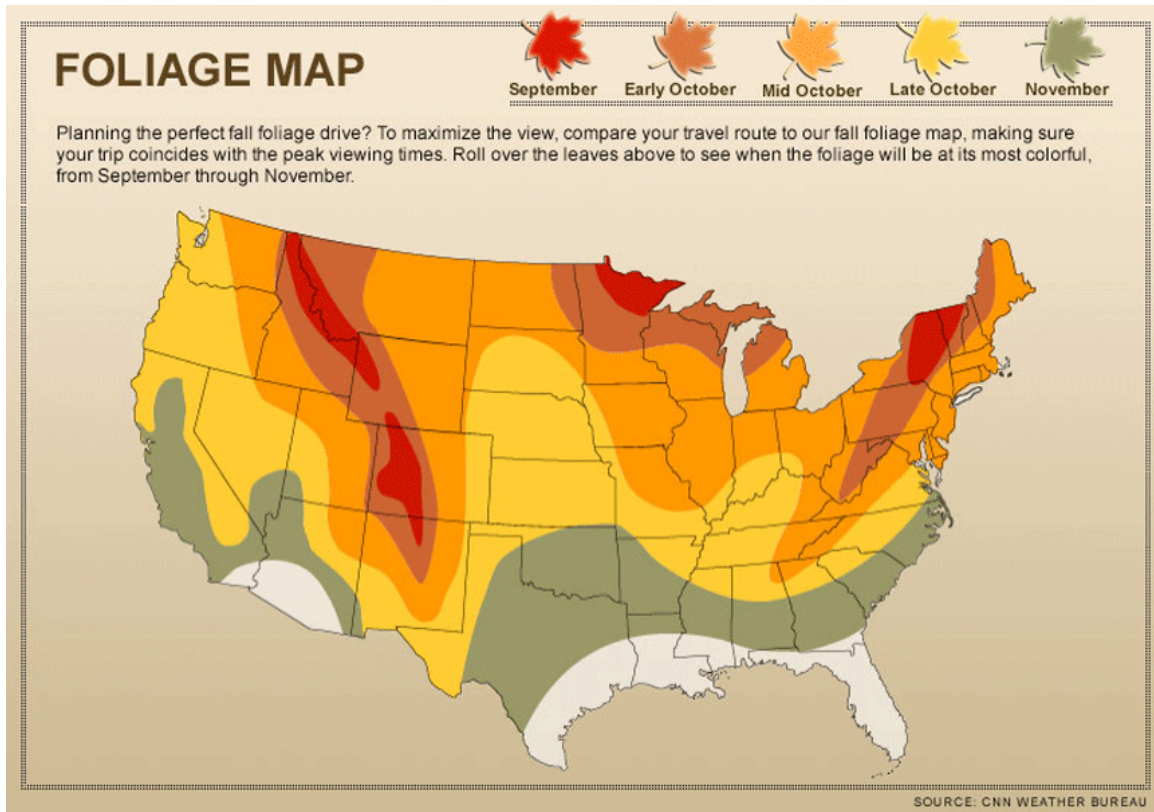 FOLIAGE MAP
September Early October Mid October Late October November
Planning the perfect fall foliage drive? To maximize the view, compare your travel route to our fall foliage map, making sure
your trip coincides with the peak viewing times. Roll over the leaves above to see when the foliage will be at its most colorful,
from September through November.
SOURCE: CNN WEATHER BUREAU